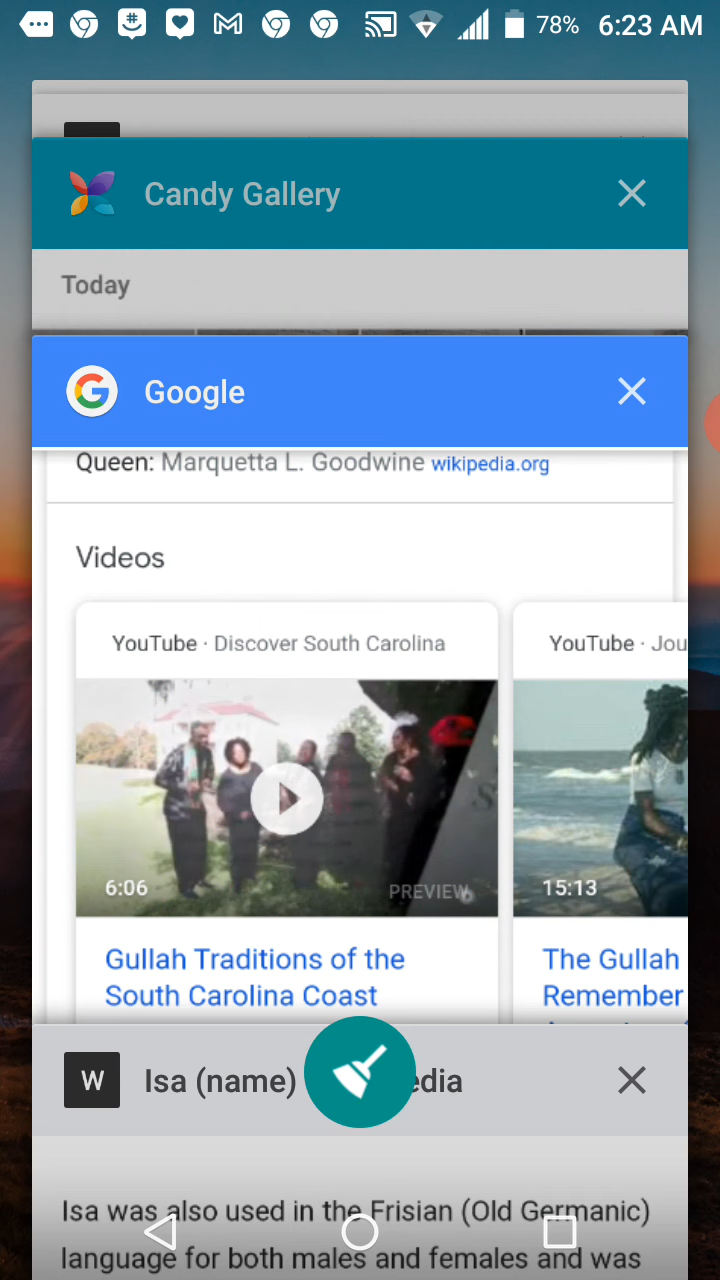 78% 6:23 AM
Candy Gallery
Today
Google
Queen: Marquetta L. Goodwine wikipedia.org
Videos
YouTube · Discover South Carolina
YouTube · Jou
6:06
PREVIEW
15:13
Gullah Traditions of the
South Carolina Coast
The Gullah
Remember
W
Isa (name) edia
Isa was also used in the Frisian (Old Germanic)
language for both males and females and was